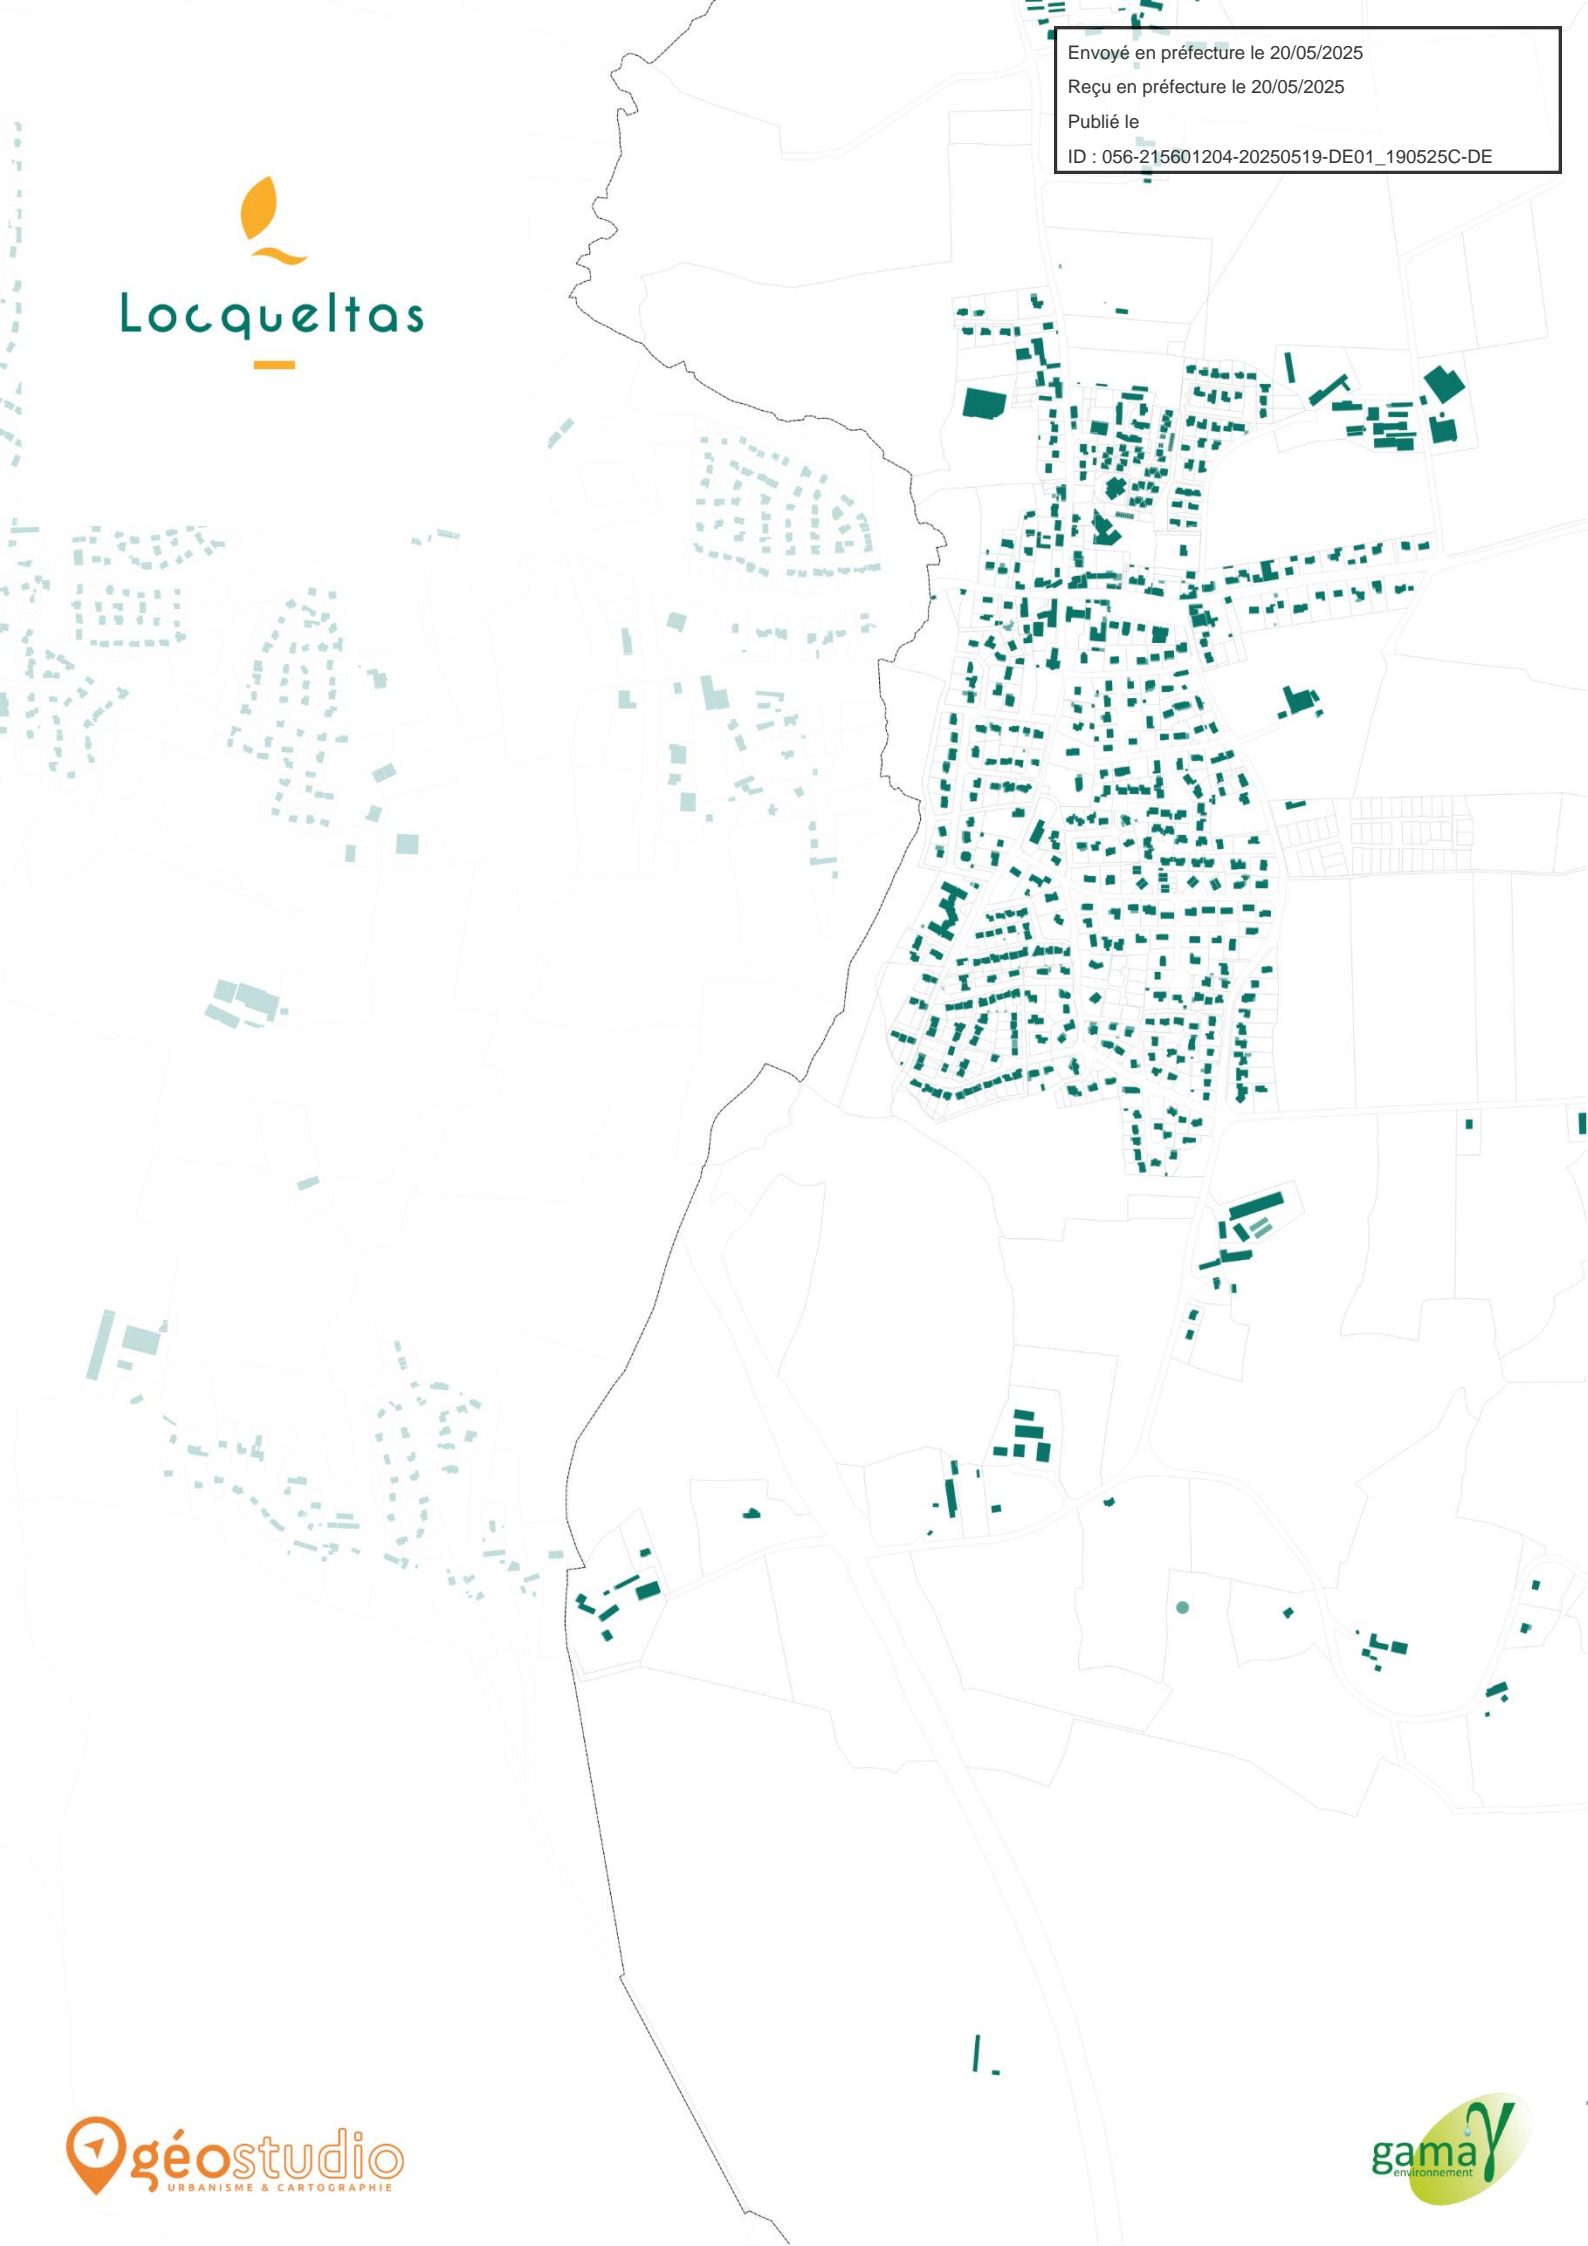 Envoyé en préfecture le 20/05/2025
Reçu en préfecture le 20/05/2025
Publié le
ID : 056-215601204-20250519-DE01_190525C-DE
Locqueltas
géostudio
URBANISME & CARTOGRAPHIE
gama
environnement